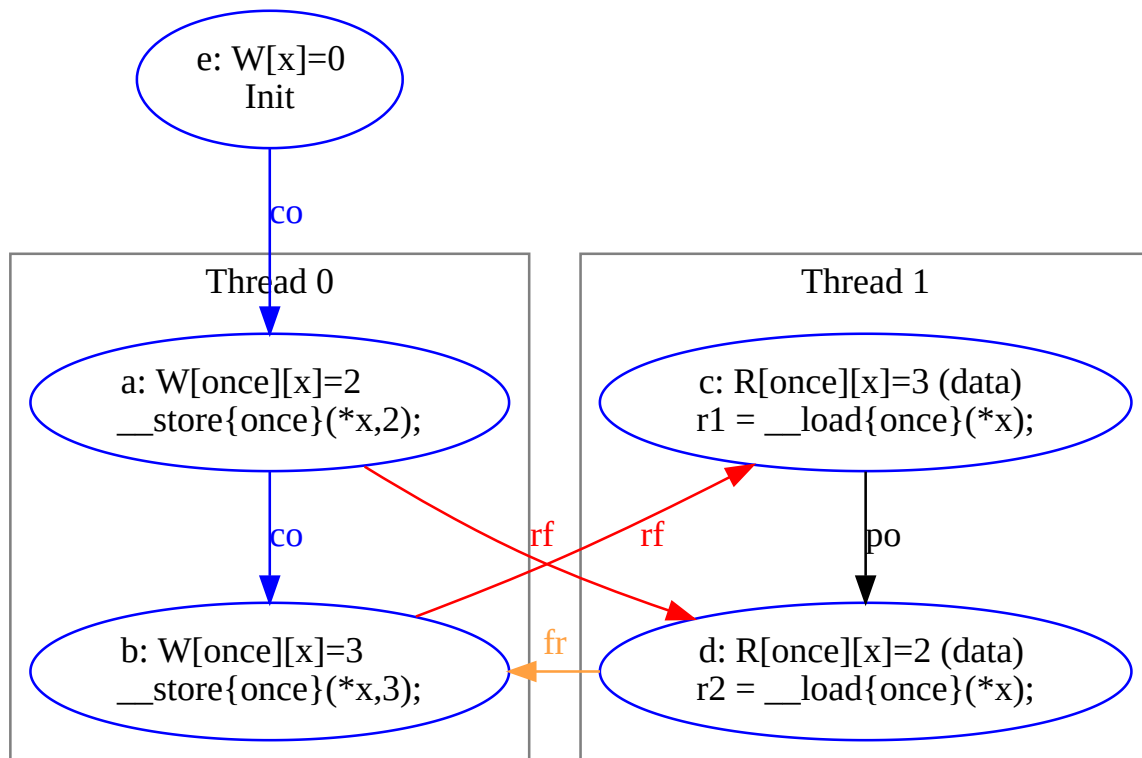 e: W[x]=0
Init
co
Thread 0
Thread 1
a: W[once][x]=2
__store{once}(*x,2);
c: R[once][x]=3 (data)
r1 = __load{once}(*x);
co
rf
rf
po
fr
b: W[once][x]=3
__store{once}(*x,3);
d: R[once][x]=2 (data)
r2 = __load{once}(*x);